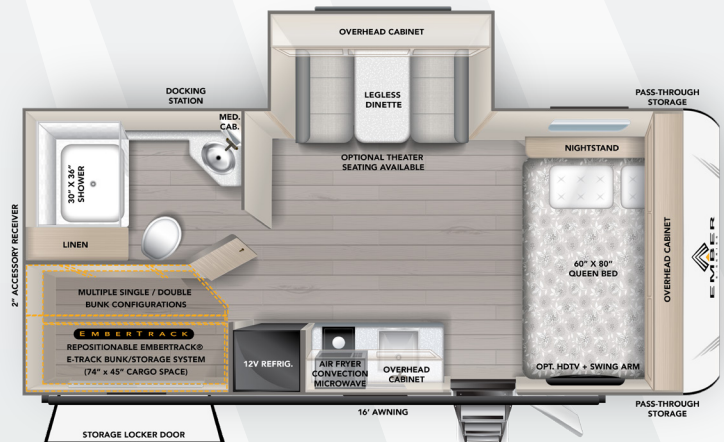 OVERHEAD CABINET
DOCKING
STATION
MED.
CAB.
LEGLESS
DINETTE
PASS-THROUGH
STORAGE
OPTIONAL THEATER
SEATING AVAILABLE
NIGHTSTAND
30" X 36"
SHOWER
2" ACCESSORY RECEIVER
LINEN
60" X 80"
QUEEN BED
OVERHEAD CABINET
EMBER
MULTIPLE SINGLE / DOUBLE
BUNK CONFIGURATIONS
EMBERTRACK
REPOSITIONABLE EMBERTRACK®
E-TRACK BUNK/STORAGE SYSTEM
(74" x 45" CARGO SPACE)
12V REFRIG.
AIR FRYER
CONVECTION
MICROWAVE
OVERHEAD
CABINET
OPT. HDTV + SWING ARM
16' AWNING
PASS-THROUGH
STORAGE
STORAGE LOCKER DOOR